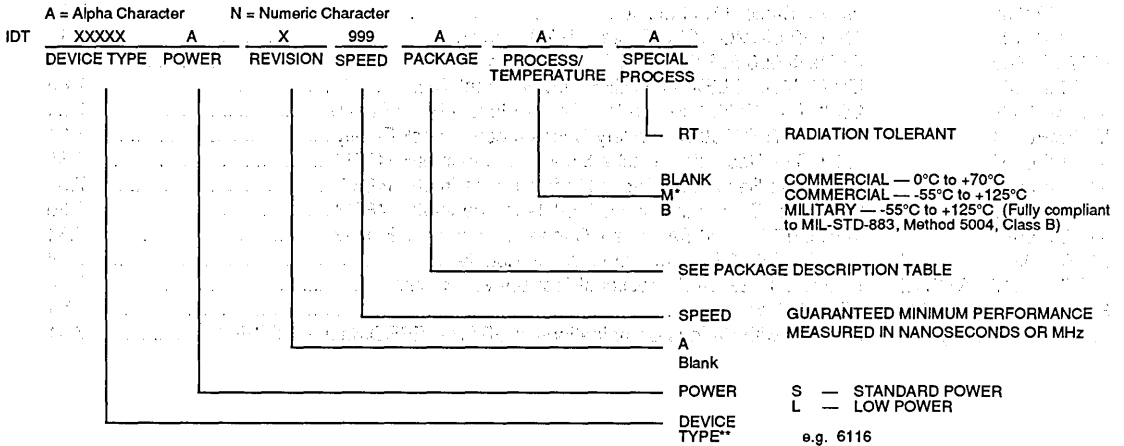 A = Alpha Character N = Numeric Character
IDT XXXXX A X 999 A A A
DEVICE TYPE POWER REVISION SPEED PACKAGE PROCESS/ TEMPERATURE SPECIAL PROCESS
RT RADIATION TOLERANT
BLANK COMMERCIAL — 0°C to +70°C
M* COMMERCIAL — -55°C to +125°C
B MILITARY — -55°C to +125°C (Fully compliant
to MIL-STD-883, Method 5004, Class B)
SEE PACKAGE DESCRIPTION TABLE
SPEED GUARANTEED MINIMUM PERFORMANCE
MEASURED IN NANOSECONDS OR MHz
A
Blank
POWER S — STANDARD POWER
L — LOW POWER
DEVICE
TYPE** e.g. 6116